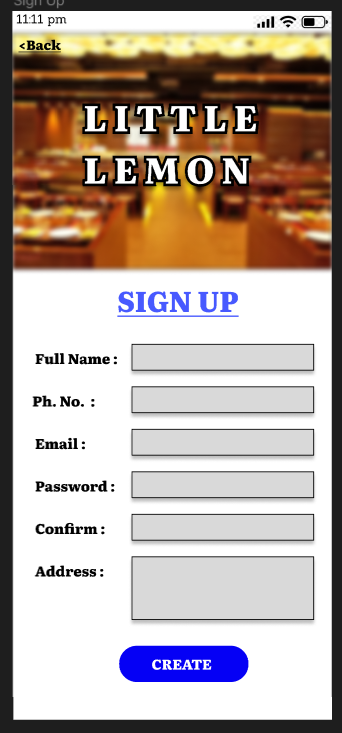 Sign Up
11:11 pm
<Back
LITTLE
LEMON
SIGN UP
Full Name :
Ph. No. :
Email :
Password :
Confirm :
Address :
CREATE